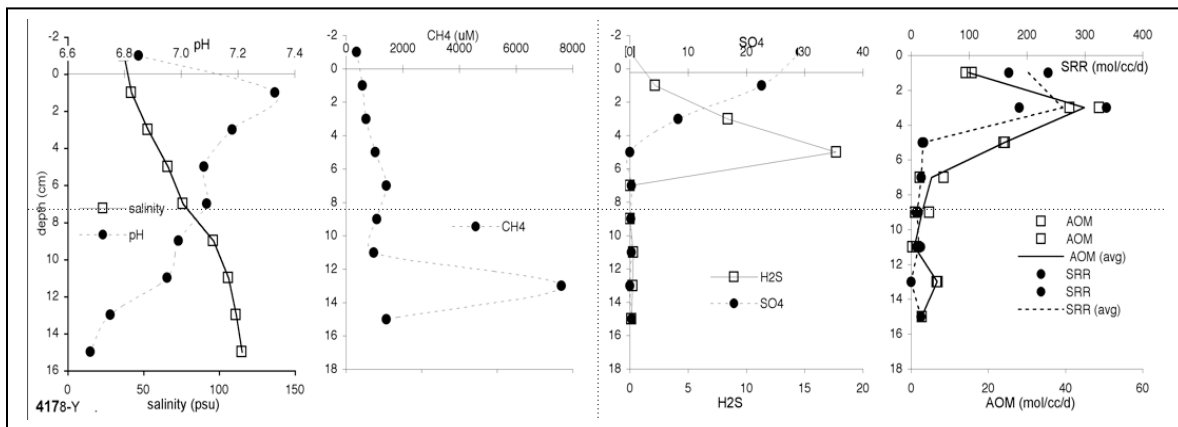 6.6 6.8 7.0 7.2 7.4
pH
-2
0
2
4
6
8
10
12
14
16
depth (cm)
salinity
pH
0 50 100 150
salinity (psu)
4178-Y
CH4 (uM)
0 2000 4000 6000 8000
-2
0
2
4
6
8
10
12
14
16
18
CH4
SO4
0 10 20 30 40
-2
0
2
4
6
8
10
12
14
16
18
H2S
SO4
0 5 10 15 20
H2S
0 100 200 300 400
SRR (mol/cc/d)
0
2
4
6
8
10
12
14
16
18
AOM
AOM
AOM (avg)
SRR
SRR
SRR (avg)
0 20 40 60
AOM (mol/cc/d)